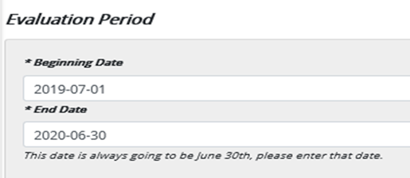 Evaluation Period
* Beginning Date
2019-07-01
* End Date
2020-06-30
This date is always going to be June 30th, please enter that date.